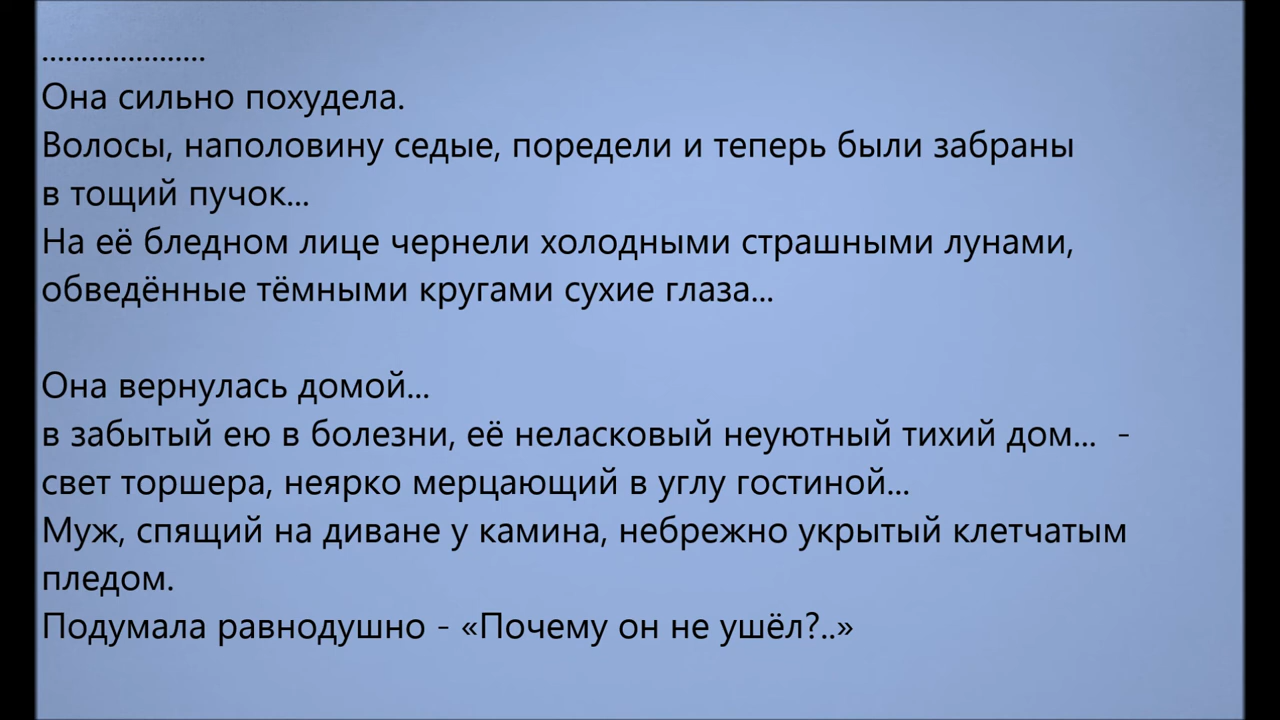 .....................
Она сильно похудела.
Волосы, наполовину седые, поредели и теперь были забраны
в тощий пучок...
На её бледном лице чернели холодными страшными лунами,
обведённые тёмными кругами сухие глаза...
Она вернулась домой...
в забытый ею в болезни, её неласковый неуютный тихий дом... -
свет торшера, неярко мерцающий в углу гостиной...
Муж, спящий на диване у камина, небрежно укрытый клетчатым
пледом.
Подумала равнодушно - «Почему он не ушёл?..»